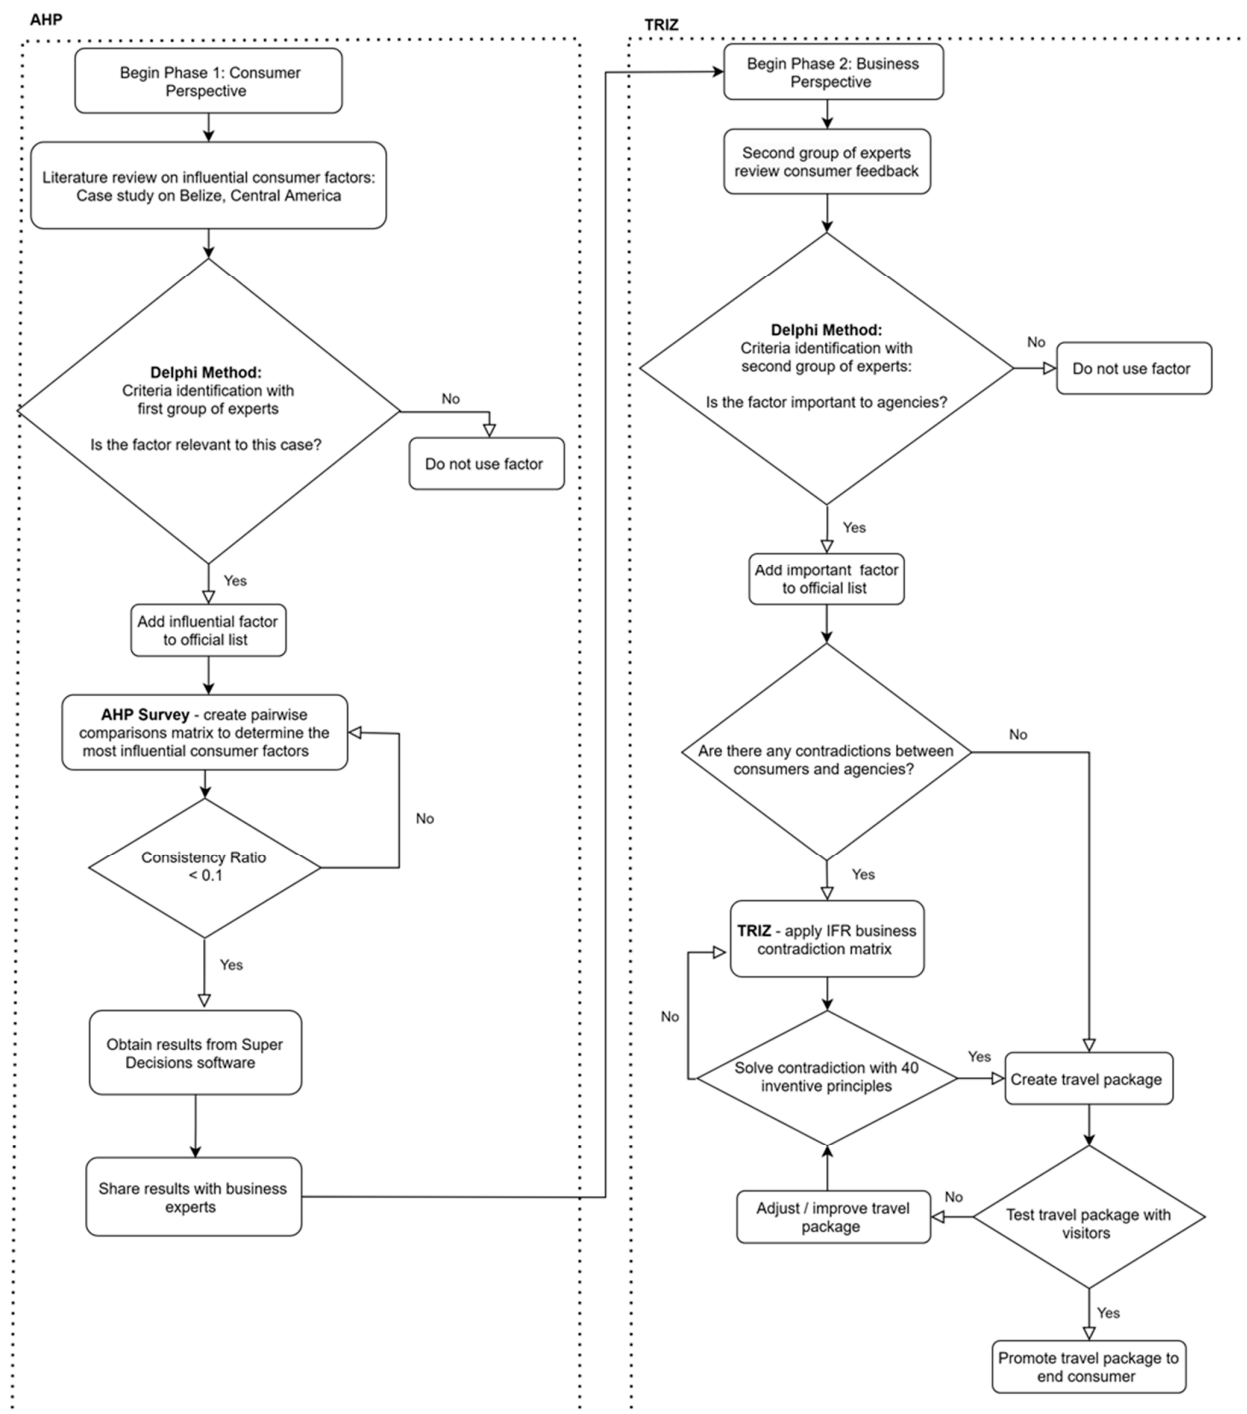 AHP
Begin Phase 1: Consumer
Perspective
Literature review on influential consumer factors:
Case study on Belize, Central America
Delphi Method:
Criteria identification with
first group of experts
Is the factor relevant to this case?
No
Do not use factor
Yes
Add influential factor
to official list
AHP Survey - create pairwise
comparisons matrix to determine the
most influential consumer factors
No
Consistency Ratio
< 0.1
Yes
Obtain results from Super
Decisions software
Share results with business
experts
TRIZ
Begin Phase 2: Business
Perspective
Second group of experts
review consumer feedback
Delphi Method:
Criteria identification with
second group of experts:
Is the factor important to agencies?
No
Do not use factor
Yes
Add important factor
to official list
Are there any contradictions between
consumers and agencies?
No
Yes
TRIZ - apply IFR business
contradiction matrix
No
Solve contradiction with 40
inventive principles
Yes
Create travel package
Adjust / improve travel
package
No
Test travel package with
visitors
Yes
Promote travel package to
end consumer